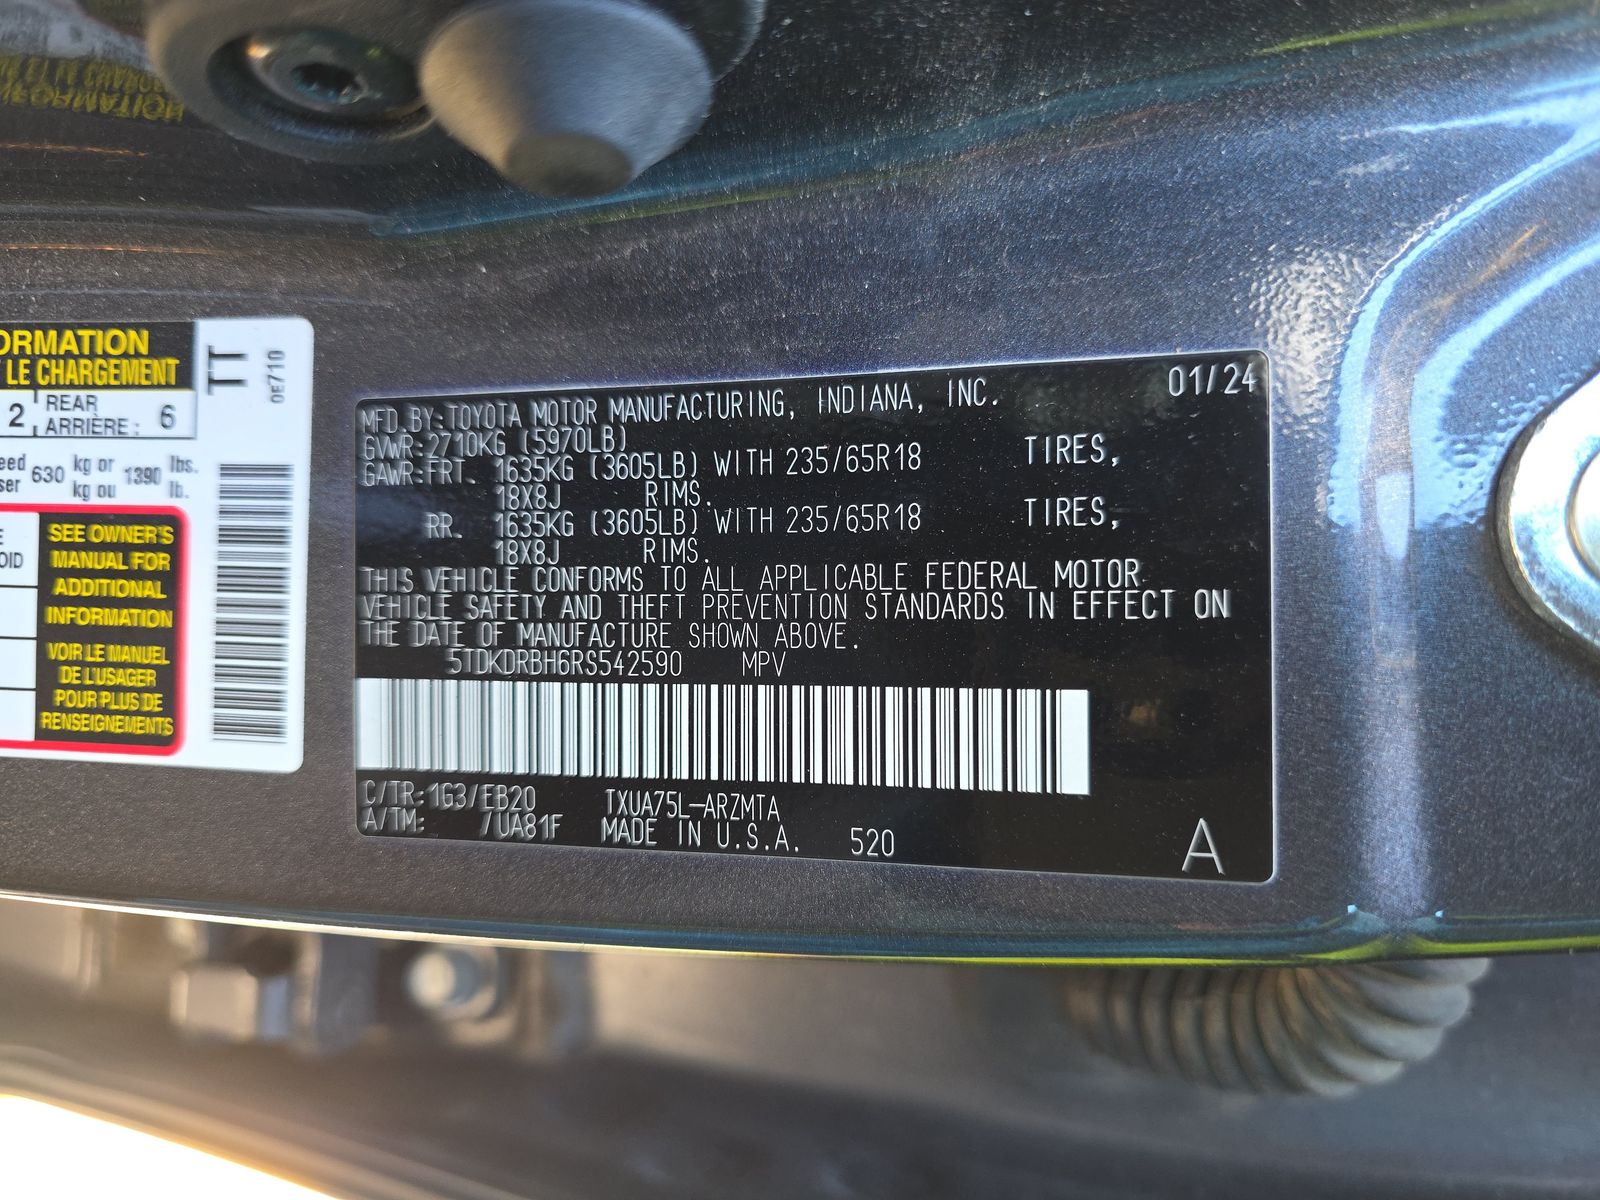 ORMATION
LE CHARGEMENT
2 REAR ARRIÈRE : 6
TT
0E710
630 kg or 1390 lbs.
kg ou lb.
SEE OWNER'S
MANUAL FOR
ADDITIONAL
INFORMATION
VOIR LE MANUEL
DE L'USAGER
POUR PLUS DE
RENSEIGNEMENTS
01/24
MFD.BY:TOYOTA MOTOR MANUFACTURING, INDIANA, INC.
GVWR:2710KG (5970LB)
GAWR:FRT. 1635KG (3605LB) WITH 235/65R18 TIRES,
18X8J RIMS.
RR. 1635KG (3605LB) WITH 235/65R18 TIRES,
18X8J RIMS.
THIS VEHICLE CONFORMS TO ALL APPLICABLE FEDERAL MOTOR
VEHICLE SAFETY AND THEFT PREVENTION STANDARDS IN EFFECT ON
THE DATE OF MANUFACTURE SHOWN ABOVE.
5TDKDRBH6RS542590 MPV
C/TR:1G3/EB20 TXUA75L-ARZMTA
A/TM: /UA81F MADE IN U.S.A. 520
A